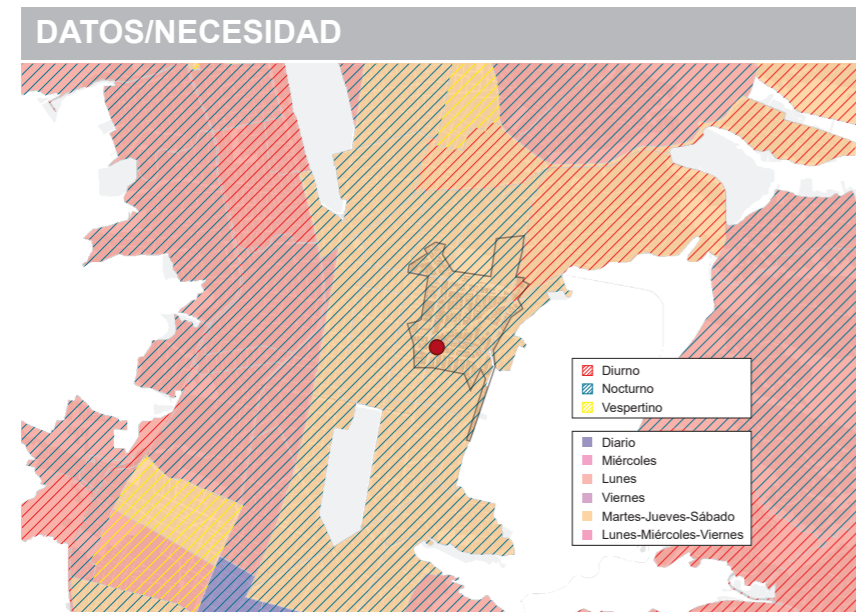 DATOS/NECESIDAD
Diurno
Nocturno
Vespertino
Diario
Miércoles
Lunes
Viernes
Martes-Jueves-Sábado
Lunes-Miércoles-Viernes